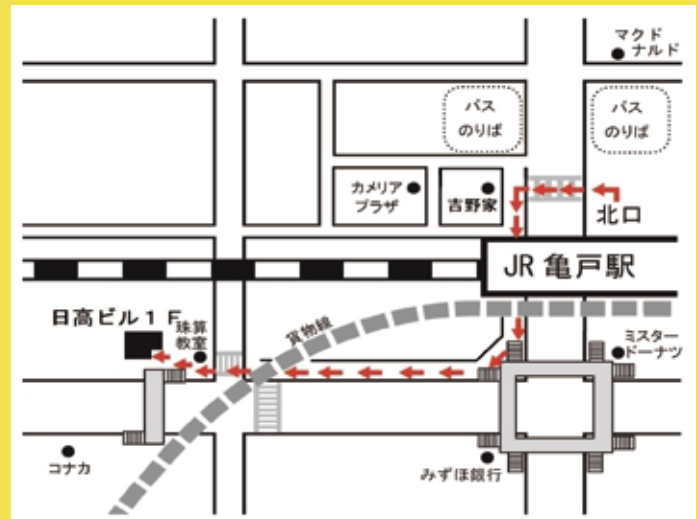 マクド
ナルド
バス
のりば
バス
のりば
カメリア
プラザ
吉野家
北口
JR 亀戸駅
日高ビル１F
珠算
教室
貨物線
ミスター
ドーナツ
コナカ
みずほ銀行